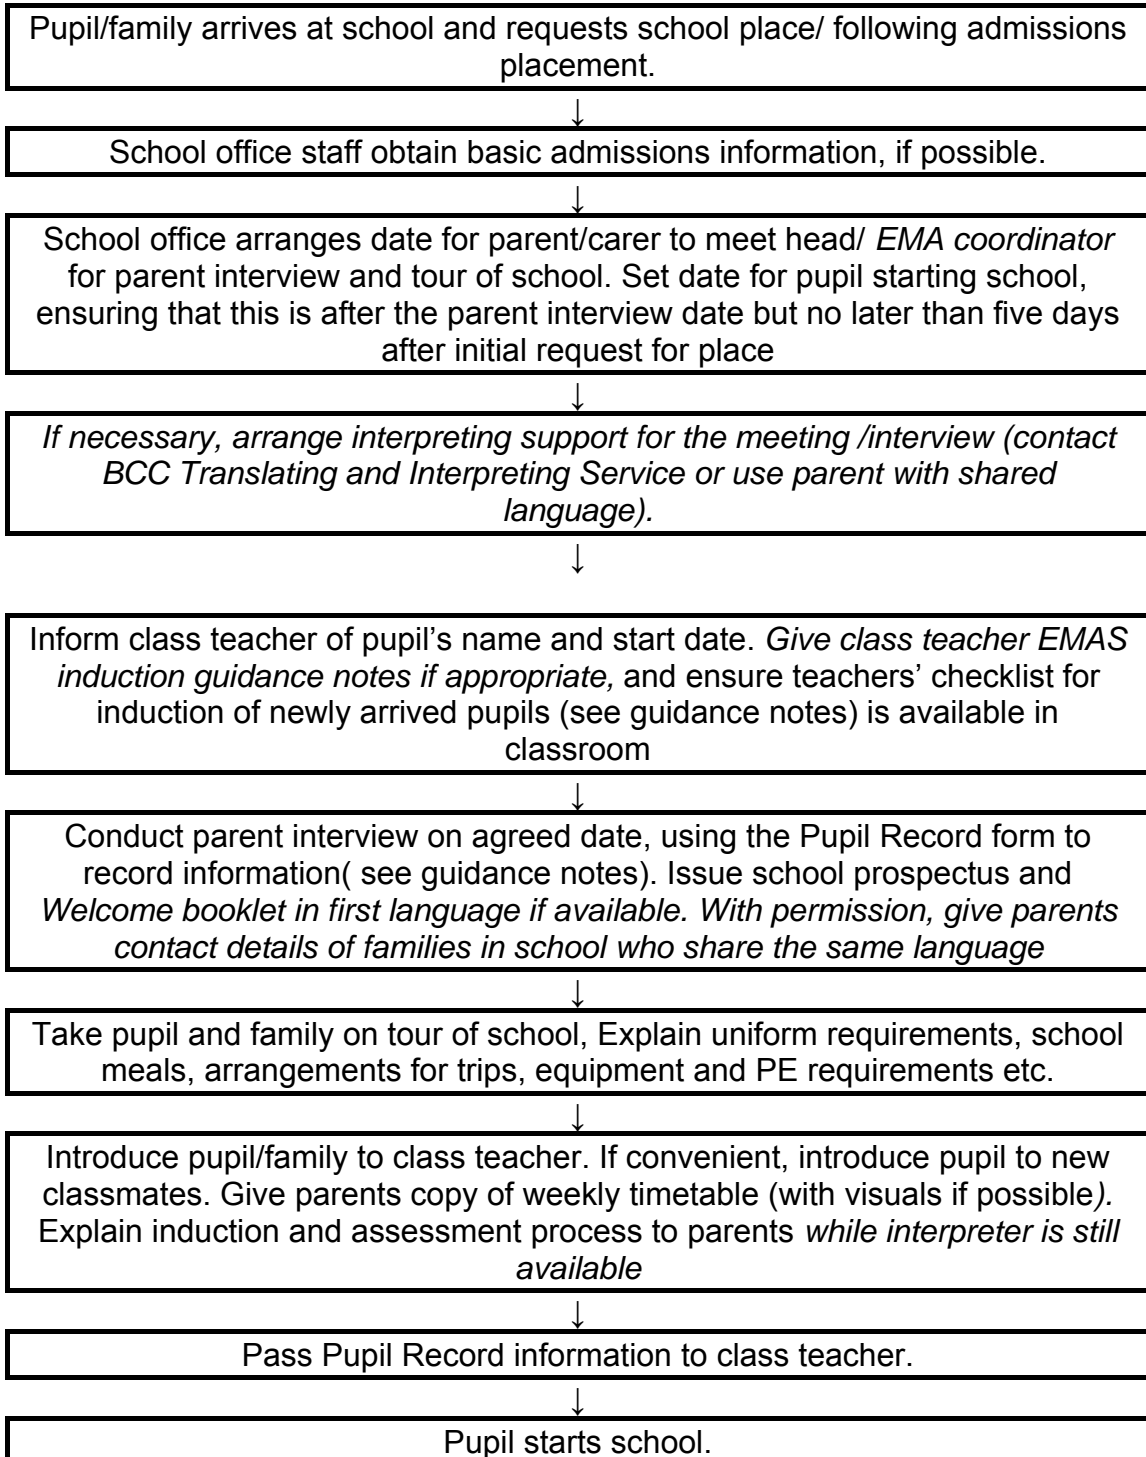 Pupil/family arrives at school and requests school place/ following admissions
placement.
↓
School office staff obtain basic admissions information, if possible.
↓
School office arranges date for parent/carer to meet head/ EMA coordinator
for parent interview and tour of school. Set date for pupil starting school,
ensuring that this is after the parent interview date but no later than five days
after initial request for place
↓
If necessary, arrange interpreting support for the meeting /interview (contact
BCC Translating and Interpreting Service or use parent with shared
language).
↓
Inform class teacher of pupil’s name and start date. Give class teacher EMAS
induction guidance notes if appropriate, and ensure teachers’ checklist for
induction of newly arrived pupils (see guidance notes) is available in
classroom
↓
Conduct parent interview on agreed date, using the Pupil Record form to
record information( see guidance notes). Issue school prospectus and
Welcome booklet in first language if available. With permission, give parents
contact details of families in school who share the same language
↓
Take pupil and family on tour of school, Explain uniform requirements, school
meals, arrangements for trips, equipment and PE requirements etc.
↓
Introduce pupil/family to class teacher. If convenient, introduce pupil to new
classmates. Give parents copy of weekly timetable (with visuals if possible).
Explain induction and assessment process to parents while interpreter is still
available
↓
Pass Pupil Record information to class teacher.
↓
Pupil starts school.